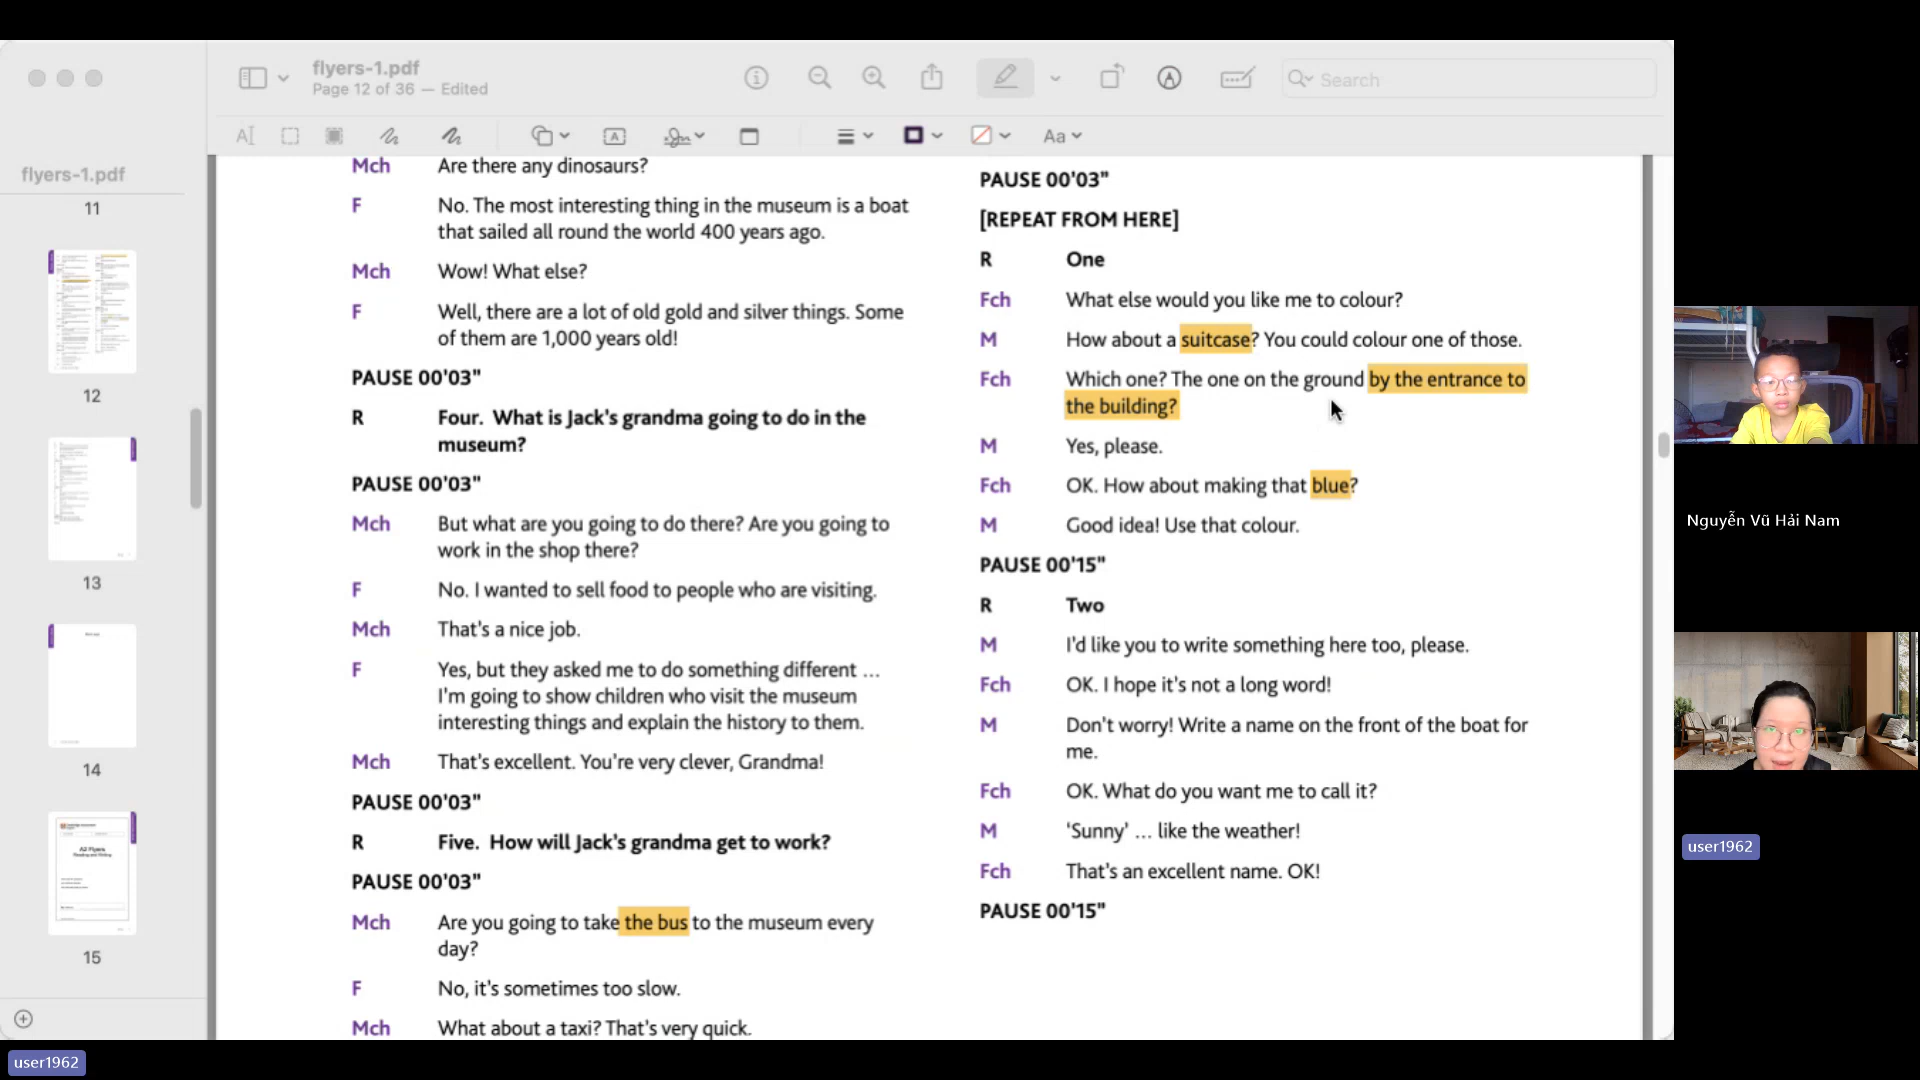 flyers-1.pdf
Page 12 of 36 — Edited
Search
A
Aa
flyers-1.pdf
11
12
13
14
15
Mch Are there any dinosaurs?
F No. The most interesting thing in the museum is a boat
that sailed all round the world 400 years ago.
Mch Wow! What else?
F Well, there are a lot of old gold and silver things. Some
of them are 1,000 years old!
PAUSE 00'03"
R Four. What is Jack's grandma going to do in the
museum?
PAUSE 00'03"
Mch But what are you going to do there? Are you going to
work in the shop there?
F No. I wanted to sell food to people who are visiting.
Mch That's a nice job.
F Yes, but they asked me to do something different …
I'm going to show children who visit the museum
interesting things and explain the history to them.
Mch That's excellent. You're very clever, Grandma!
PAUSE 00'03"
R Five. How will Jack's grandma get to work?
PAUSE 00'03"
Mch Are you going to take the bus to the museum every
day?
F No, it's sometimes too slow.
Mch What about a taxi? That's very quick.
PAUSE 00'03"
[REPEAT FROM HERE]
R One
Fch What else would you like me to colour?
M How about a suitcase? You could colour one of those.
Fch Which one? The one on the ground by the entrance to
the building?
M Yes, please.
Fch OK. How about making that blue?
M Good idea! Use that colour.
PAUSE 00'15"
R Two
M I'd like you to write something here too, please.
Fch OK. I hope it's not a long word!
M Don't worry! Write a name on the front of the boat for
me.
Fch OK. What do you want me to call it?
M 'Sunny' … like the weather!
Fch That's an excellent name. OK!
PAUSE 00'15"
Nguyễn Vũ Hải Nam
user1962
user1962